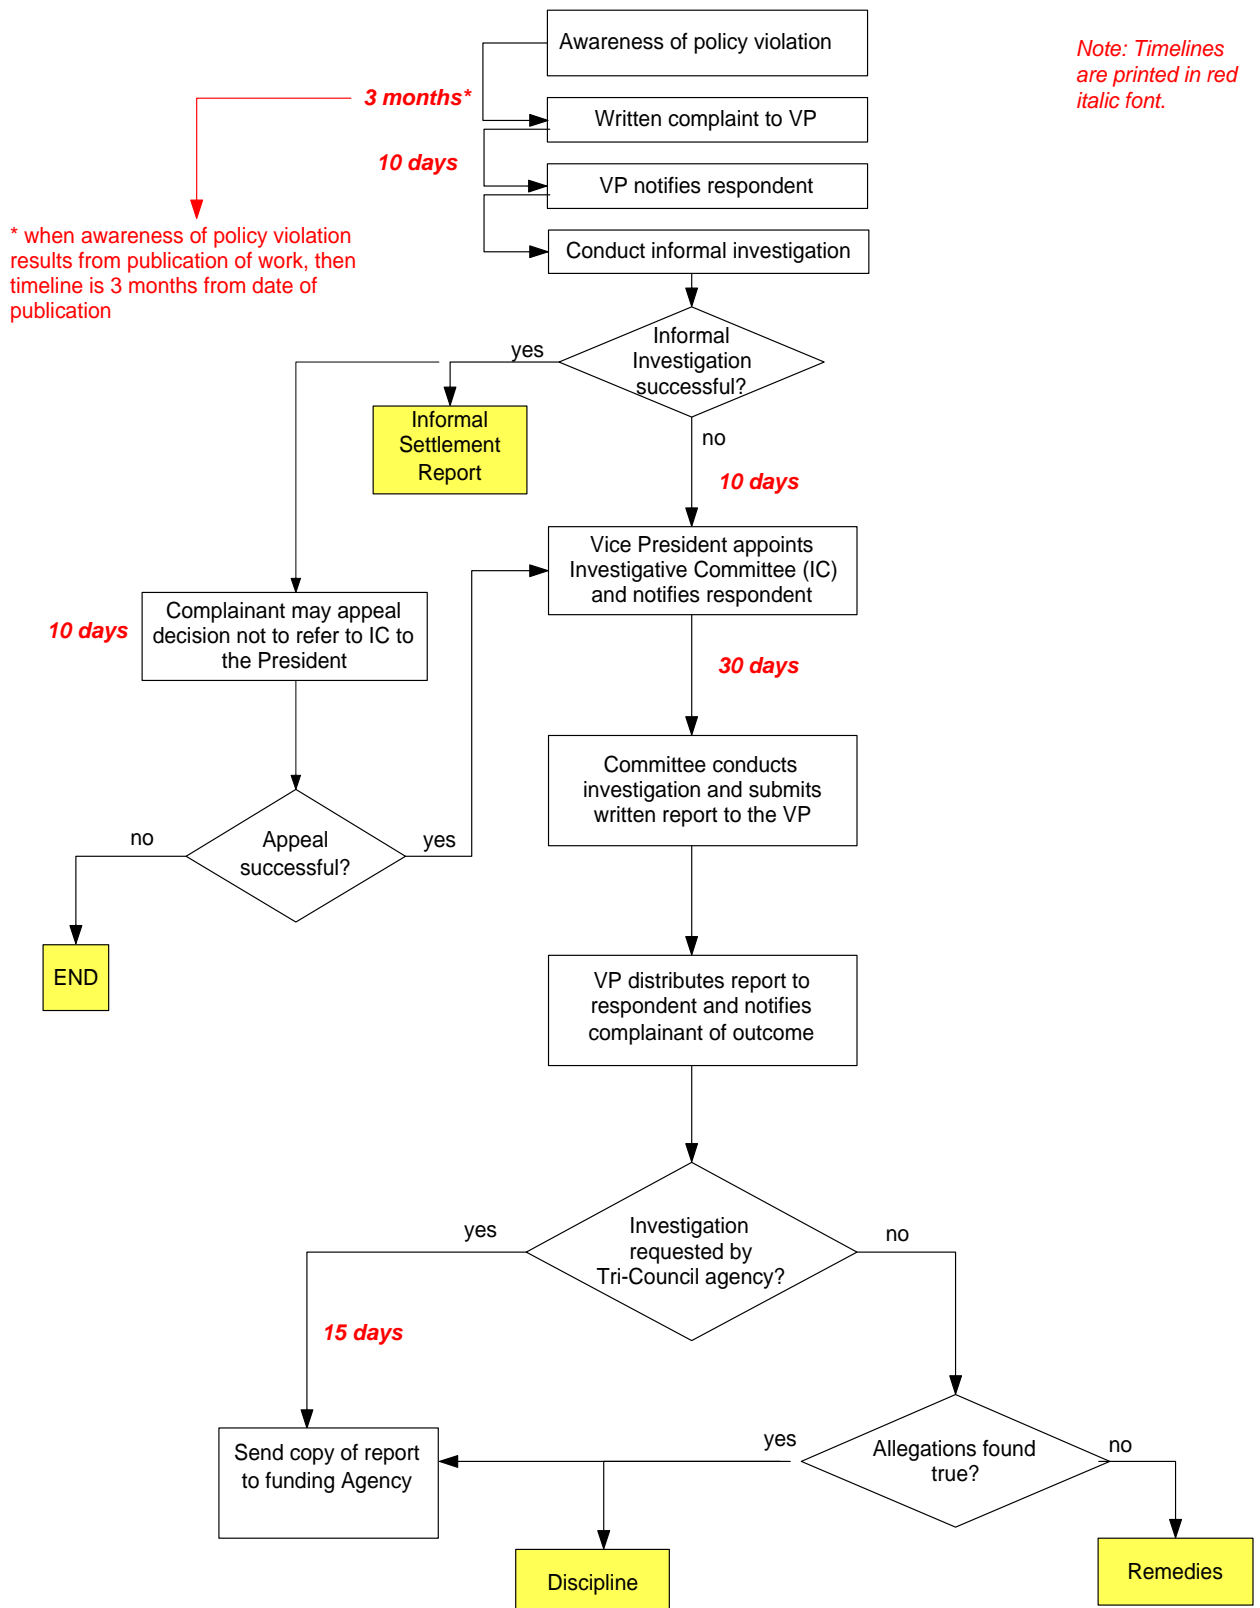 Awareness of policy violation
Note: Timelines
are printed in red
italic font.
3 months*
Written complaint to VP
10 days
VP notifies respondent
* when awareness of policy violation
results from publication of work, then
timeline is 3 months from date of
publication
Conduct informal investigation
yes
Informal
Investigation
successful?
Informal
Settlement
Report
no
10 days
Vice President appoints
Investigative Committee (IC)
and notifies respondent
10 days
Complainant may appeal
decision not to refer to IC to
the President
30 days
Committee conducts
investigation and submits
written report to the VP
no
Appeal
successful?
yes
END
VP distributes report to
respondent and notifies
complainant of outcome
yes
Investigation
requested by
Tri-Council agency?
no
15 days
Send copy of report
to funding Agency
yes
Allegations found
true?
no
Discipline
Remedies